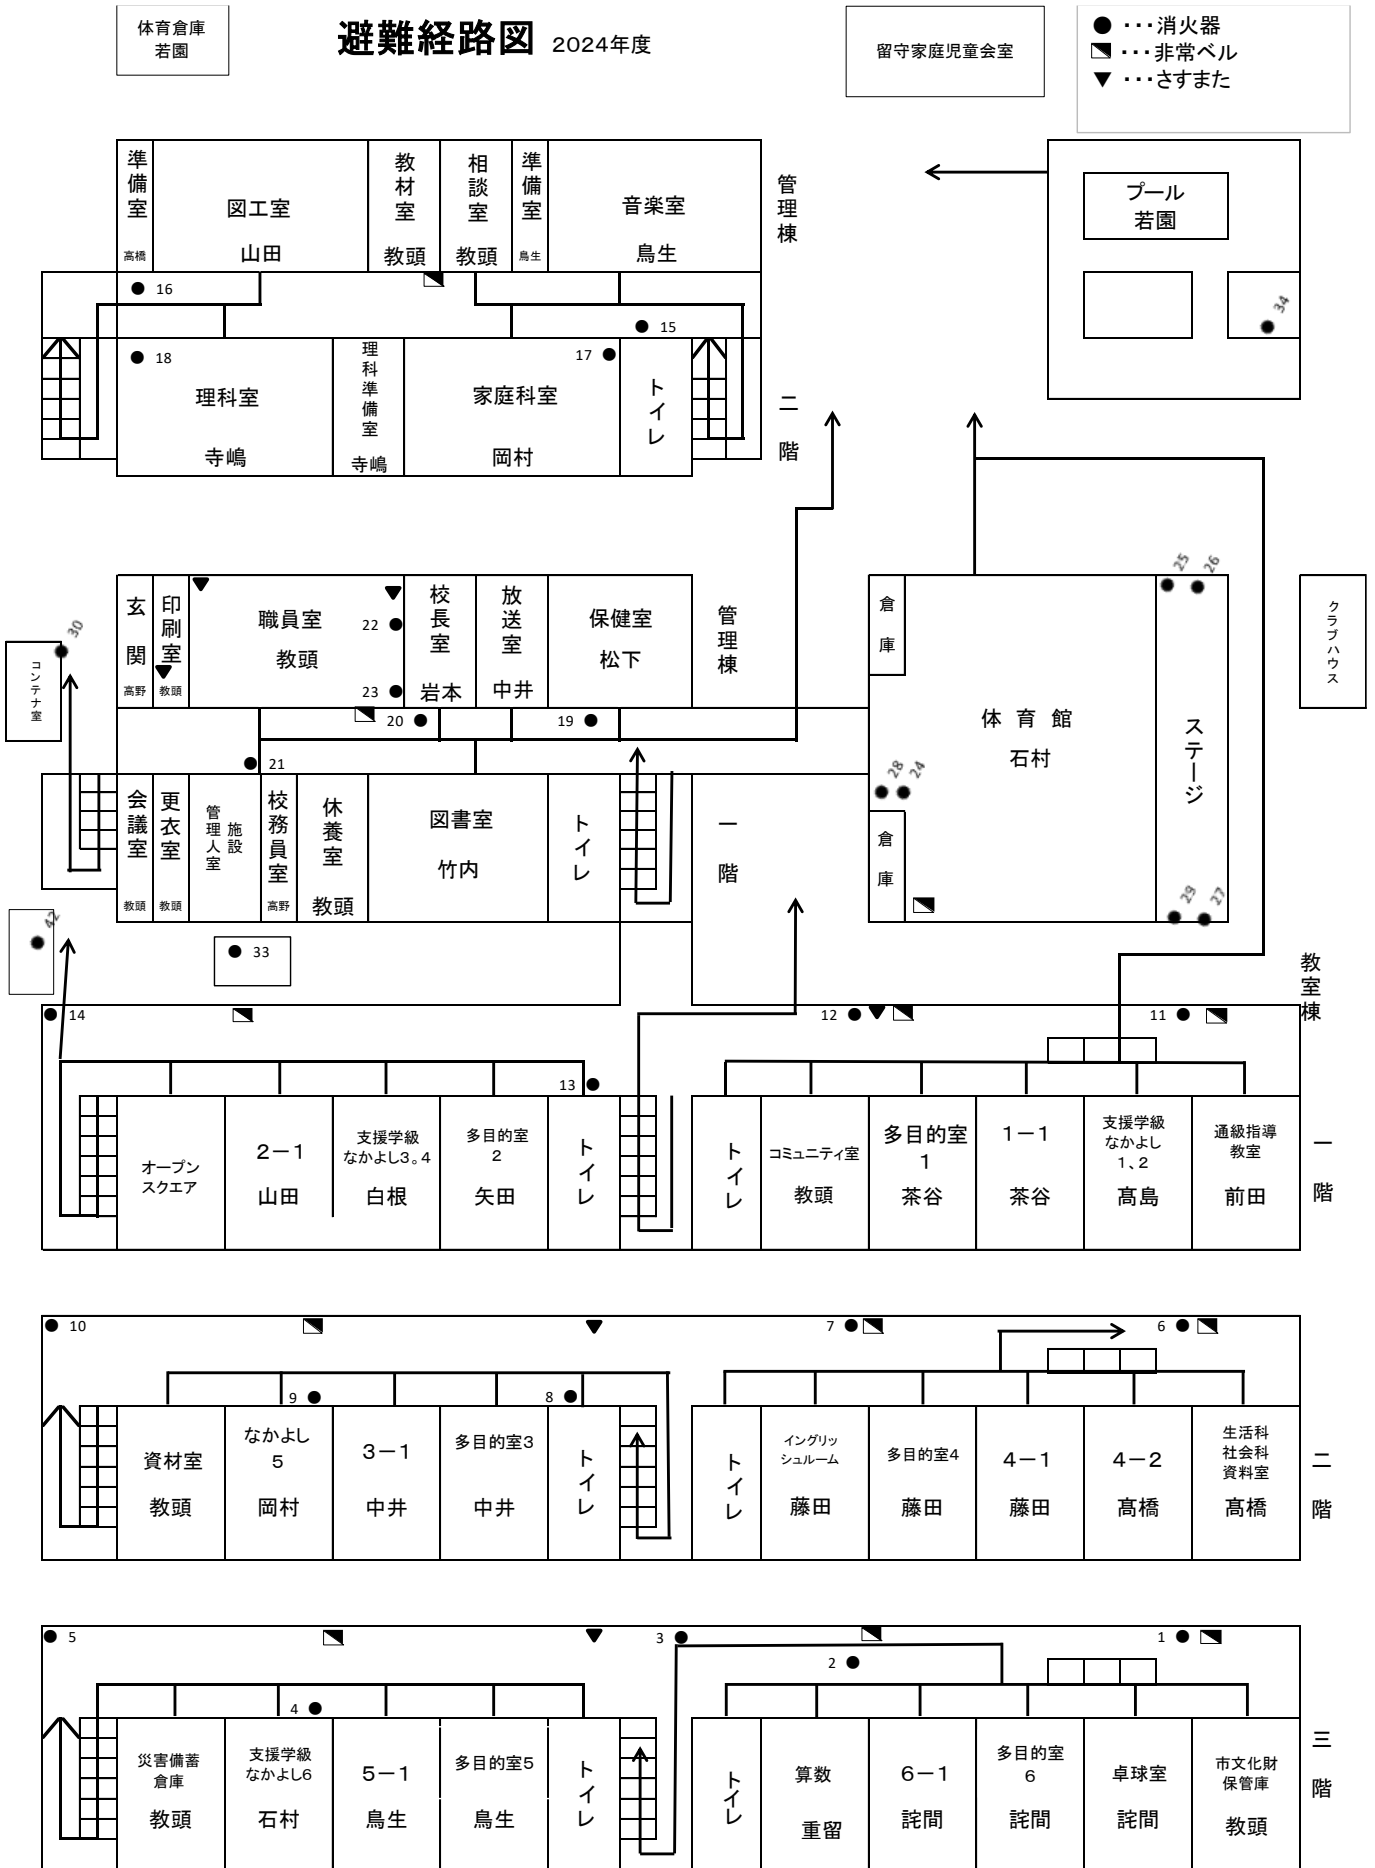 体育倉庫
若園
避難経路図 2024年度
留守家庭児童会室
●・・・消火器
・・・非常ベル
▼・・・さすまた
準備室
高橋
図工室
山田
教材室
教頭
相談室
教頭
準備室
鳥生
音楽室
鳥生
管理棟
プール
若園
16
15
34
18
理科室
寺嶋
理科準備室
寺嶋
17
家庭科室
岡村
トイレ
二階
玄関
高野
印刷室
教頭
職員室
教頭
22
23
校長室
岩本
放送室
中井
保健室
松下
管理棟
30
コンテナ室
20
19
21
倉庫
体育館
石村
ステージ
25
26
クラブハウス
28
24
倉庫
29
27
会議室
教頭
更衣室
教頭
施設
管理人室
校務員室
高野
休養室
教頭
図書室
竹内
トイレ
一階
42
33
教室棟
14
12
11
13
オープン
スクエア
2-1
山田
支援学級
なかよし3。4
白根
多目的室
2
矢田
トイレ
トイレ
コミュニティ室
教頭
多目的室
1
茶谷
1-1
茶谷
支援学級
なかよし
1、2
髙島
通級指導
教室
前田
一階
10
7
6
9
8
資材室
教頭
なかよし
5
岡村
3-1
中井
多目的室3
中井
トイレ
トイレ
イングリッ
シュルーム
藤田
多目的室4
藤田
4-1
藤田
4-2
髙橋
生活科
社会科
資料室
髙橋
二階
5
3
2
1
4
災害備蓄
倉庫
教頭
支援学級
なかよし6
石村
5-1
鳥生
多目的室5
鳥生
トイレ
トイレ
算数
重留
6-1
詫間
多目的室
6
詫間
卓球室
詫間
市文化財
保管庫
教頭
三階